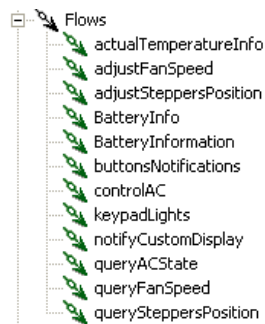 Flows
actualTemperatureInfo
adjustFanSpeed
adjustSteppersPosition
BatteryInfo
BatteryInformation
buttonsNotifications
controlAC
keypadLights
notifyCustomDisplay
queryACState
queryFanSpeed
querySteppersPosition